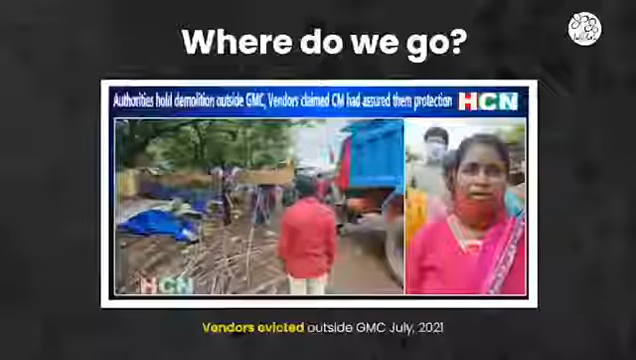 Where do we go?
Authorities hold demolition outside GMC, Vendors claimed CM had assured them protection HCN
HCN
Vendors evicted outside GMC July, 2021